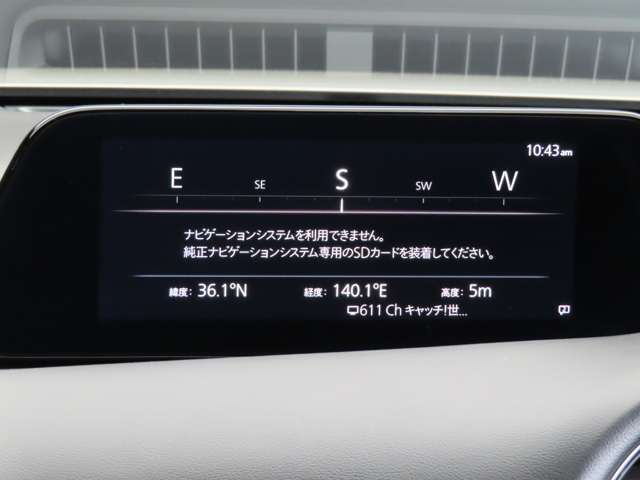 10:43am
E SE S SW W
ナビゲーションシステムを利用できません。
純正ナビゲーションシステム専用のSDカードを装着してください。
緯度: 36.1°N 経度: 140.1°E 高度: 5m
611 Ch キャッチ!世...